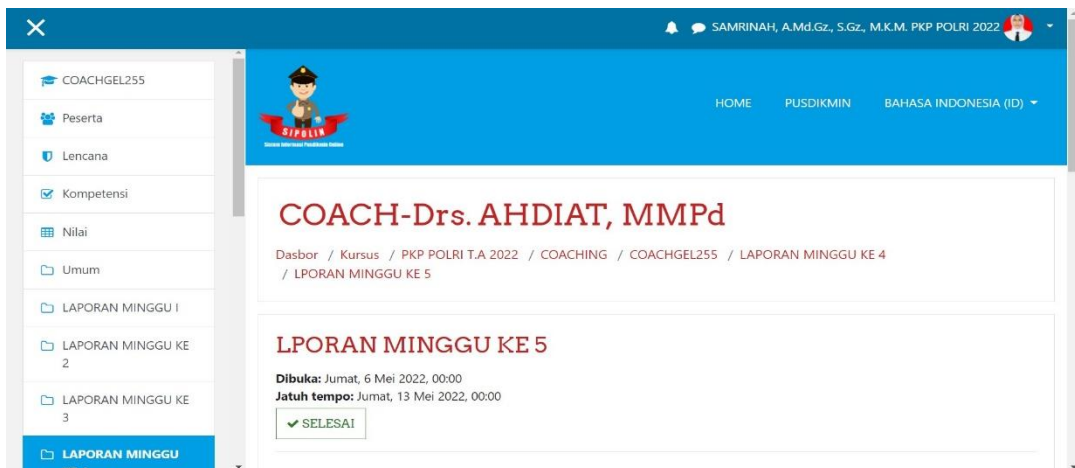 SAMRINAH, A.Md.Gz., S.Gz., M.K.M. PKP POLRI 2022
COACHGEL255
Peserta
Lencana
Kompetensi
Nilai
Umum
LAPORAN MINGGU I
LAPORAN MINGGU KE
2
LAPORAN MINGGU KE
3
LAPORAN MINGGU
SIPOLIN
HOME PUSDIKMIN BAHASA INDONESIA (ID)
COACH-Drs. AHDIAT, MMPd
Dasbor / Kursus / PKP POLRI T.A 2022 / COACHING / COACHGEL255 / LAPORAN MINGGU KE 4
/ LPORAN MINGGU KE 5
LPORAN MINGGU KE 5
Dibuka: Jumat, 6 Mei 2022, 00:00
Jatuh tempo: Jumat, 13 Mei 2022, 00:00
SELESAI